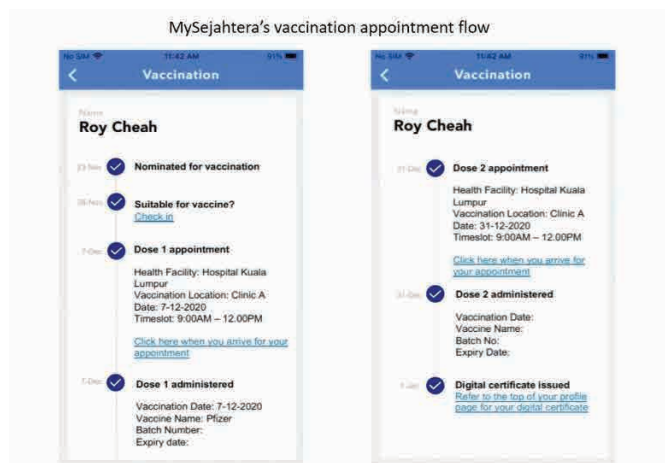 MySejahtera's vaccination appointment flow
No SIM 11:42 AM 91%
Vaccination
Name
Roy Cheah
Nominated for vaccination
Suitable for vaccine?
Check in
7-Dec Dose 1 appointment
Health Facility: Hospital Kuala
Lumpur
Vaccination Location: Clinic A
Date: 7-12-2020
Timeslot: 9:00AM – 12.00PM
Click here when you arrive for your
appointment
7-Dec Dose 1 administered
Vaccination Date: 7-12-2020
Vaccine Name: Pfizer
Batch Number:
Expiry date:
No SIM 11:42 AM 91%
Vaccination
Name
Roy Cheah
31-Dec Dose 2 appointment
Health Facility: Hospital Kuala
Lumpur
Vaccination Location: Clinic A
Date: 31-12-2020
Timeslot: 9:00AM – 12.00PM
Click here when you arrive for
your appointment
31-Dec Dose 2 administered
Vaccination Date:
Vaccine Name:
Batch No:
Expiry Date:
Digital certificate issued
Refer to the top of your profile
page for your digital certificate